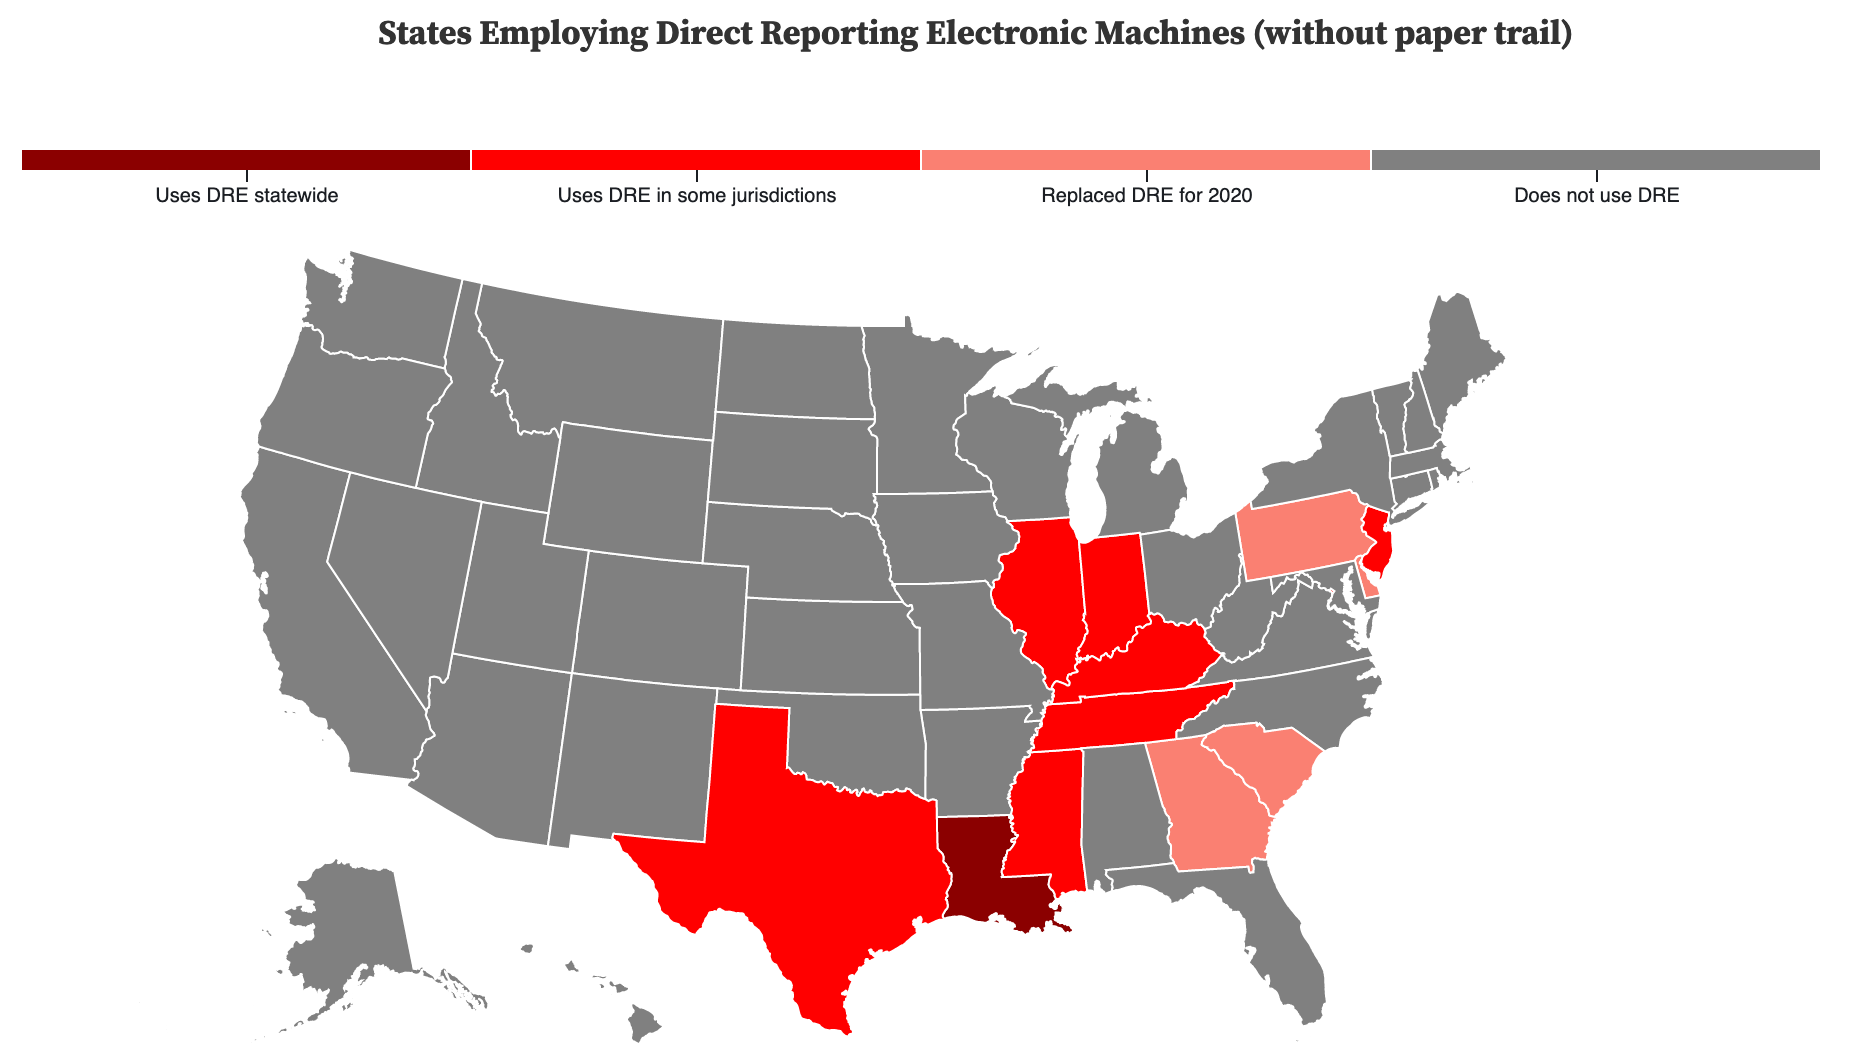 States Employing Direct Reporting Electronic Machines (without paper trail)
Uses DRE statewide
Uses DRE in some jurisdictions
Replaced DRE for 2020
Does not use DRE